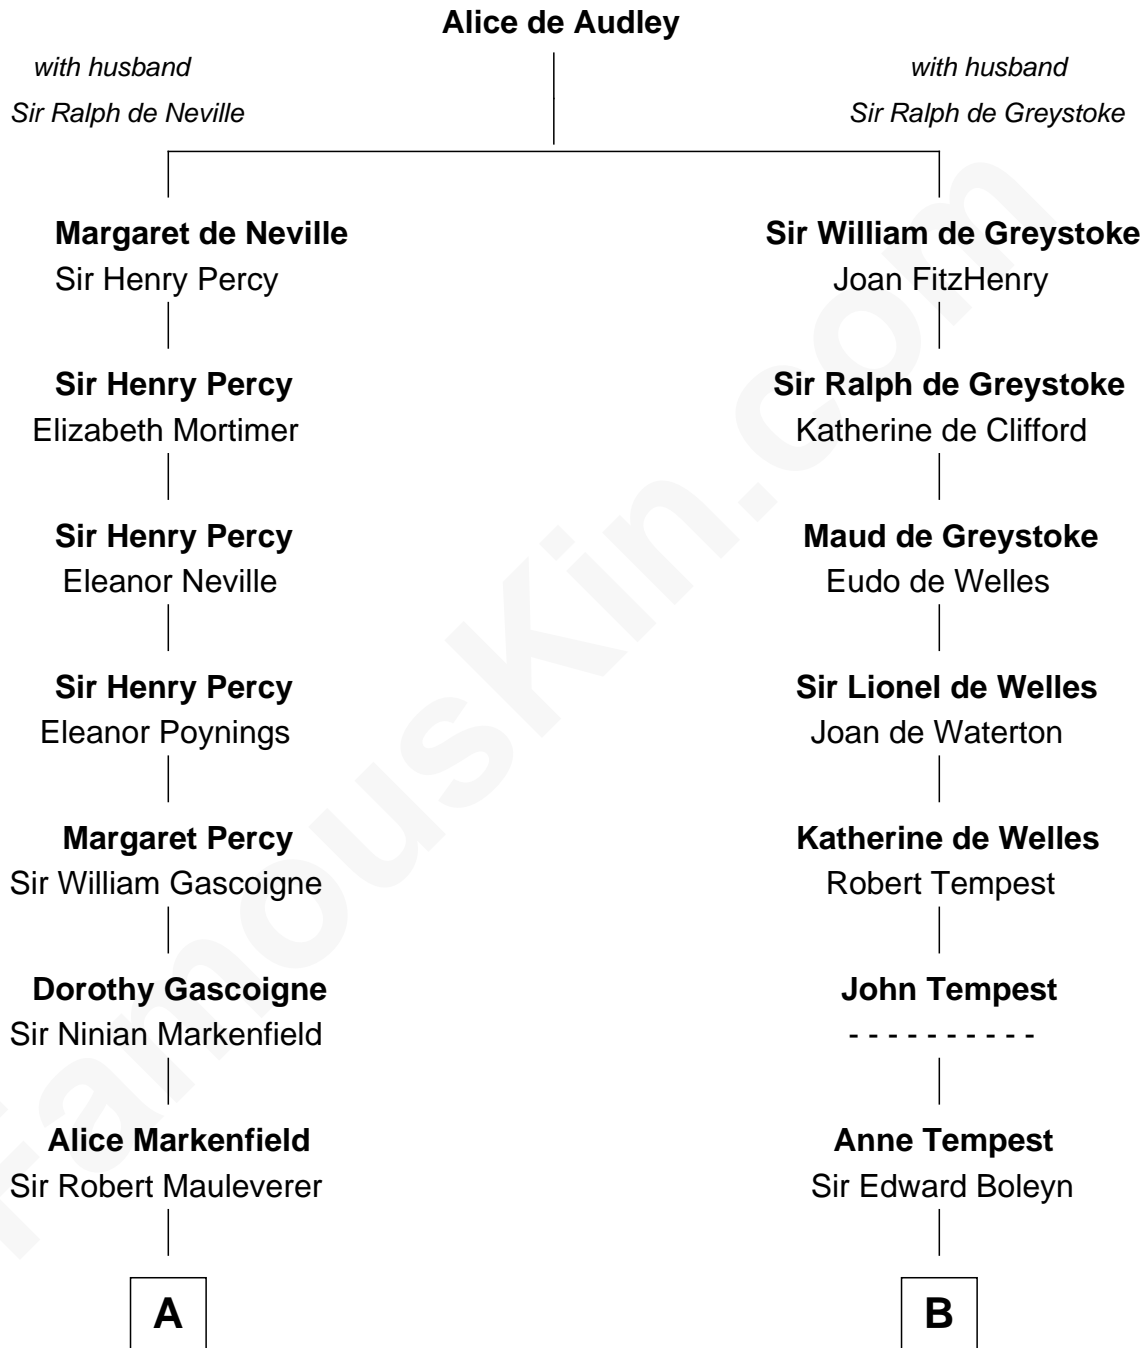 Alice de Audley
with husband
Sir Ralph de Neville
with husband
Sir Ralph de Greystoke
Margaret de Neville
Sir Henry Percy
Sir William de Greystoke
Joan FitzHenry
Sir Henry Percy
Elizabeth Mortimer
Sir Ralph de Greystoke
Katherine de Clifford
Sir Henry Percy
Eleanor Neville
Maud de Greystoke
Eudo de Welles
Sir Henry Percy
Eleanor Poynings
Sir Lionel de Welles
Joan de Waterton
Margaret Percy
Sir William Gascoigne
Katherine de Welles
Robert Tempest
Dorothy Gascoigne
Sir Ninian Markenfield
John Tempest
- - - - - - - - - -
Alice Markenfield
Sir Robert Mauleverer
Anne Tempest
Sir Edward Boleyn
A
B
FamousKin.com